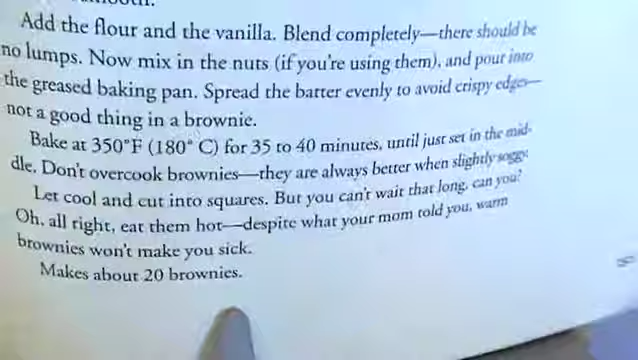 Add the flour and the vanilla. Blend completely—there should be
no lumps. Now mix in the nuts (if you're using them), and pour into
the greased baking pan. Spread the batter evenly to avoid crispy edges—
not a good thing in a brownie.
Bake at 350°F (180° C) for 35 to 40 minutes, until just set in the mid-
dle. Don't overcook brownies—they are always better when slightly soggy.
Let cool and cut into squares. But you can't wait that long, can you?
Oh, all right, eat them hot—despite what your mom told you, warm
brownies won't make you sick.
Makes about 20 brownies.